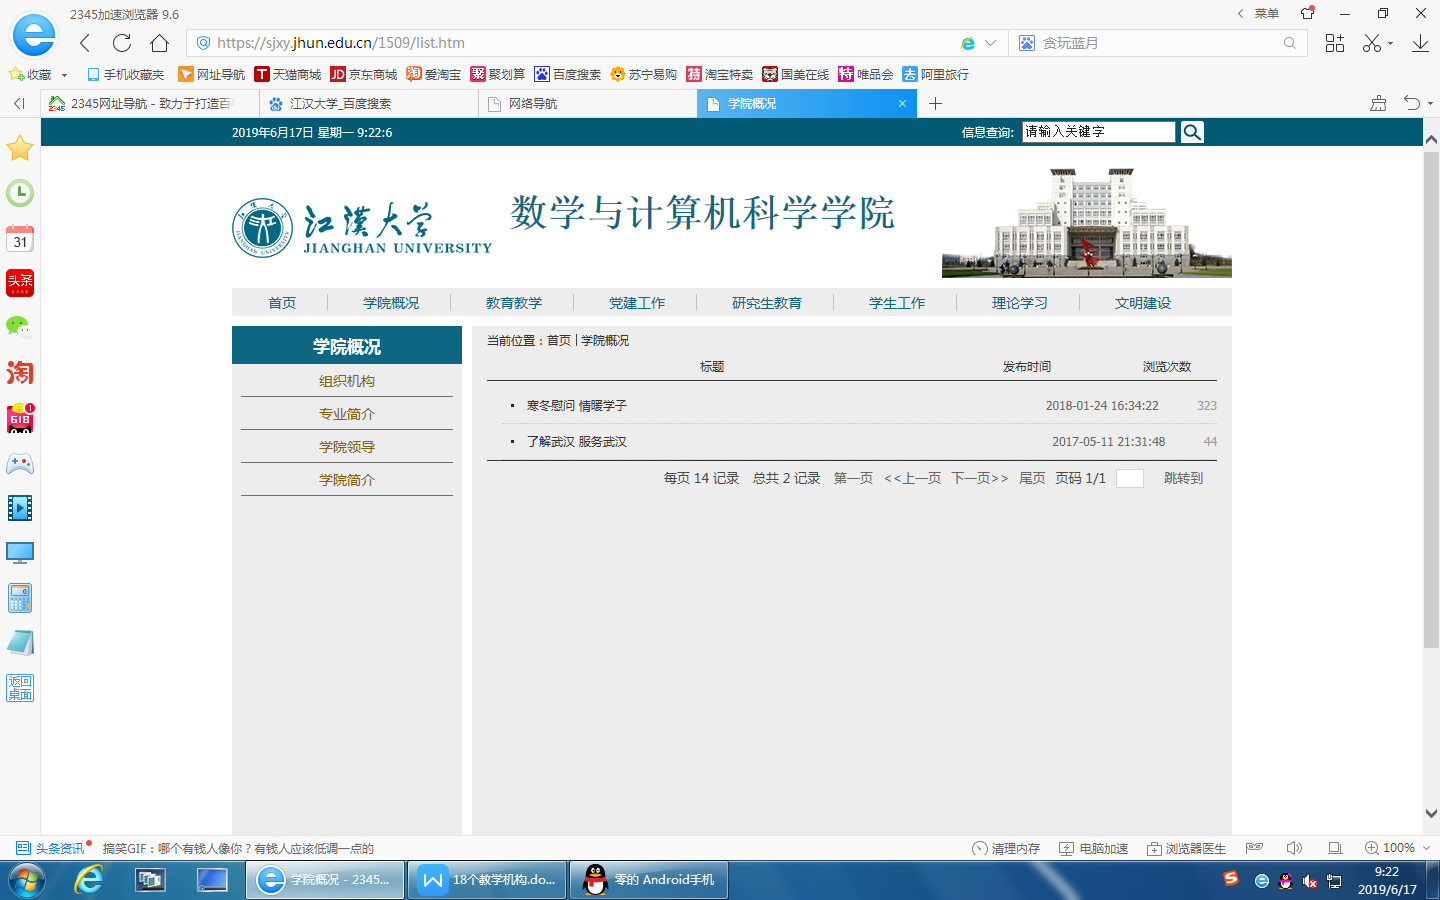 2345加速浏览器 9.6
菜单
https://sjxy.jhun.edu.cn/1509/list.htm
贪玩蓝月
收藏 手机收藏夹 网址导航 天猫商城 京东商城 爱淘宝 聚划算 百度搜索 苏宁易购 淘宝特卖 国美在线 唯品会 阿里旅行
2345网址导航 - 致力于打造百 江汉大学_百度搜索 网络导航 学院概况
2019年6月17日 星期一 9:22:6
信息查询: 请输入关键字
江汉大学
JIANGHAN UNIVERSITY
数学与计算机科学学院
首页 学院概况 教育教学 党建工作 研究生教育 学生工作 理论学习 文明建设
学院概况
组织机构
专业简介
学院领导
学院简介
当前位置：首页 | 学院概况
标题 发布时间 浏览次数
寒冬慰问 情暖学子 2018-01-24 16:34:22 323
了解武汉 服务武汉 2017-05-11 21:31:48 44
每页 14 记录 总共 2 记录 第一页 <<上一页 下一页>> 尾页 页码 1/1 跳转到
31
头条
淘
618
1
返回
桌面
头条资讯 搞笑GIF：哪个有钱人像你？有钱人应该低调一点的
清理内存 电脑加速 浏览器医生 100%
学院概况 - 2345... 18个教学机构.do... 零的 Android手机
9:22
2019/6/17